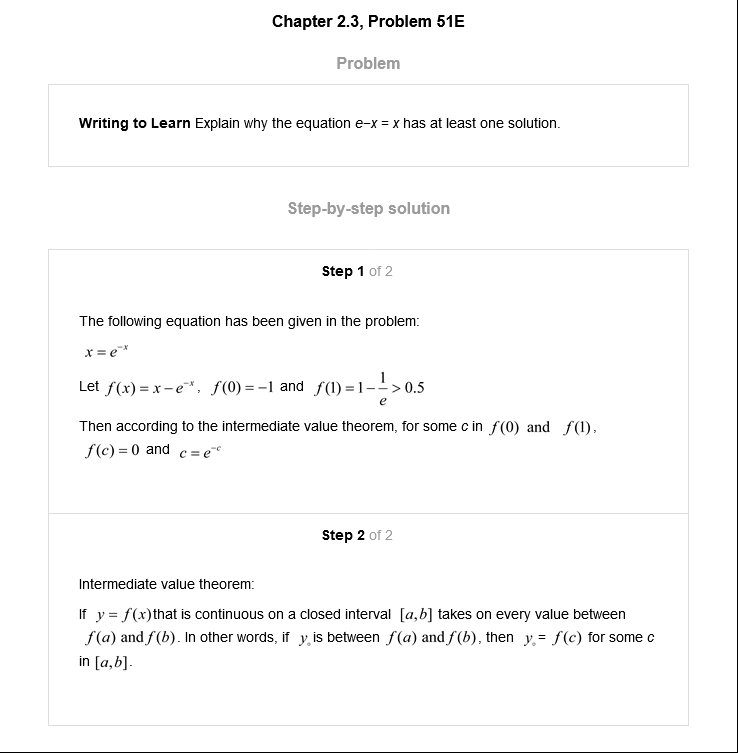 Chapter 2.3, Problem 51E
Problem
Writing to Learn Explain why the equation e−x = x has at least one solution.
Step-by-step solution
Step 1 of 2
The following equation has been given in the problem:
x = e⁻ˣ
Let f(x) = x − e⁻ˣ, f(0) = −1 and f(1) = 1 − 1/e > 0.5
Then according to the intermediate value theorem, for some c in f(0) and f(1),
f(c) = 0 and c = e⁻ᶜ
Step 2 of 2
Intermediate value theorem:
If y = f(x)that is continuous on a closed interval [a,b] takes on every value between
f(a) and f(b). In other words, if y₀ is between f(a) and f(b), then y₀ = f(c) for some c
in [a,b].